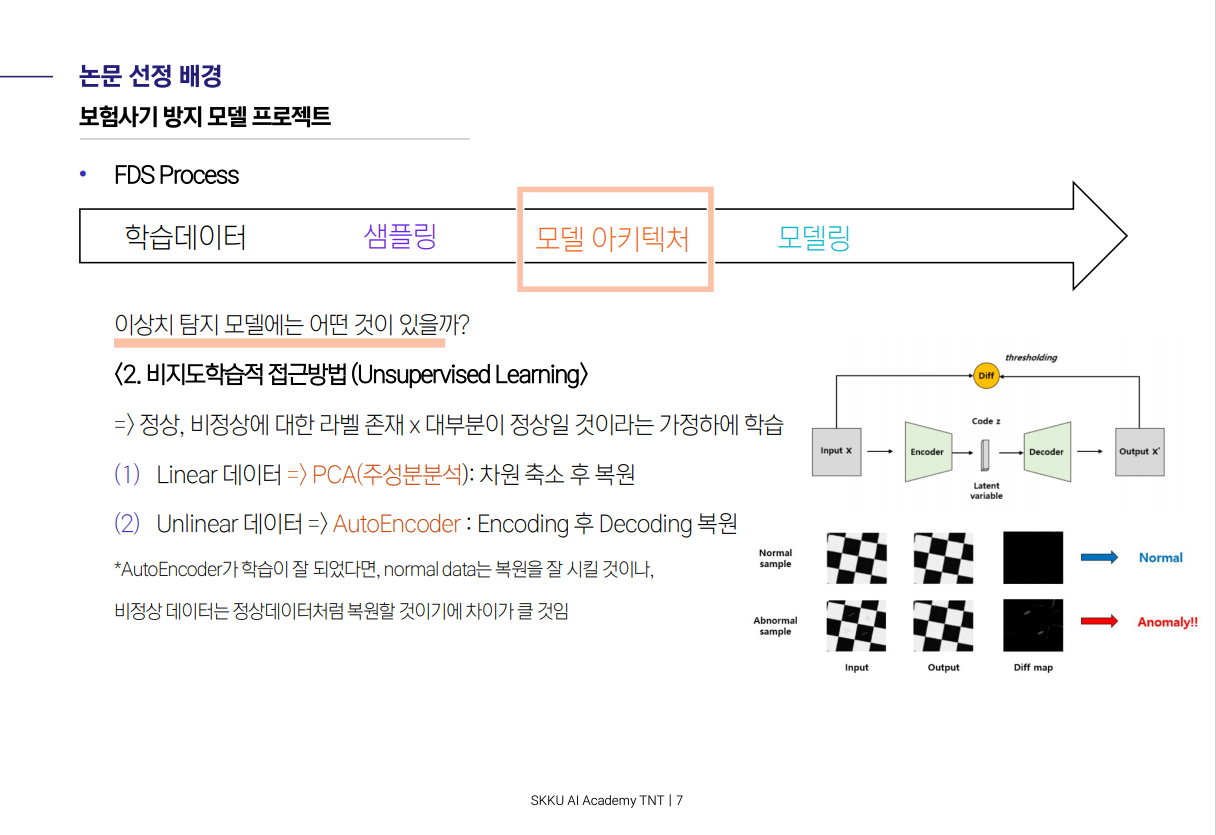 논문 선정 배경
보험사기 방지 모델 프로젝트
• FDS Process
학습데이터 샘플링 모델 아키텍처 모델링
이상치 탐지 모델에는 어떤 것이 있을까?
<2. 비지도학습적 접근방법 (Unsupervised Learning>
=> 정상, 비정상에 대한 라벨 존재 x 대부분이 정상일 것이라는 가정하에 학습
(1) Linear 데이터 => PCA(주성분분석): 차원 축소 후 복원
(2) Unlinear 데이터 => AutoEncoder : Encoding 후 Decoding 복원
*AutoEncoder가 학습이 잘 되었다면, normal data는 복원을 잘 시킬 것이나,
비정상 데이터는 정상데이터처럼 복원할 것이기에 차이가 클 것임
thresholding
Diff
Code z
Input X Encoder Decoder Output X'
Latent
variable
Normal
sample
Normal
Abnormal
sample
Anomaly!!
Input Output Diff map
SKKU AI Academy TNT | 7